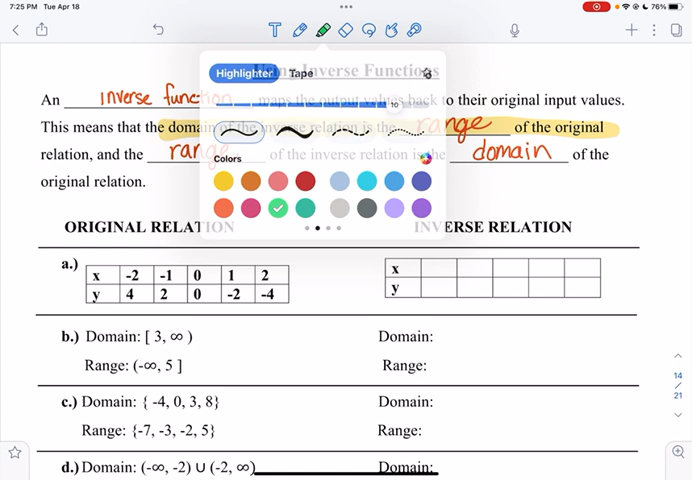 7:25 PM Tue Apr 18
76%
Using Inverse Functions
Highlighter Tape
An inverse function maps the output values back to their original input values.
10
This means that the domain of the inverse relation is the range of the original
relation, and the range of the inverse relation is the domain of the
Colors
original relation.
ORIGINAL RELATION INVERSE RELATION
a.) x -2 -1 0 1 2
y 4 2 0 -2 -4
x
y
b.) Domain: [ 3, ∞ ) Domain:
Range: (-∞, 5 ] Range:
14
/
21
c.) Domain: { -4, 0, 3, 8} Domain:
Range: {-7, -3, -2, 5} Range:
d.) Domain: (-∞, -2) ∪ (-2, ∞) Domain: